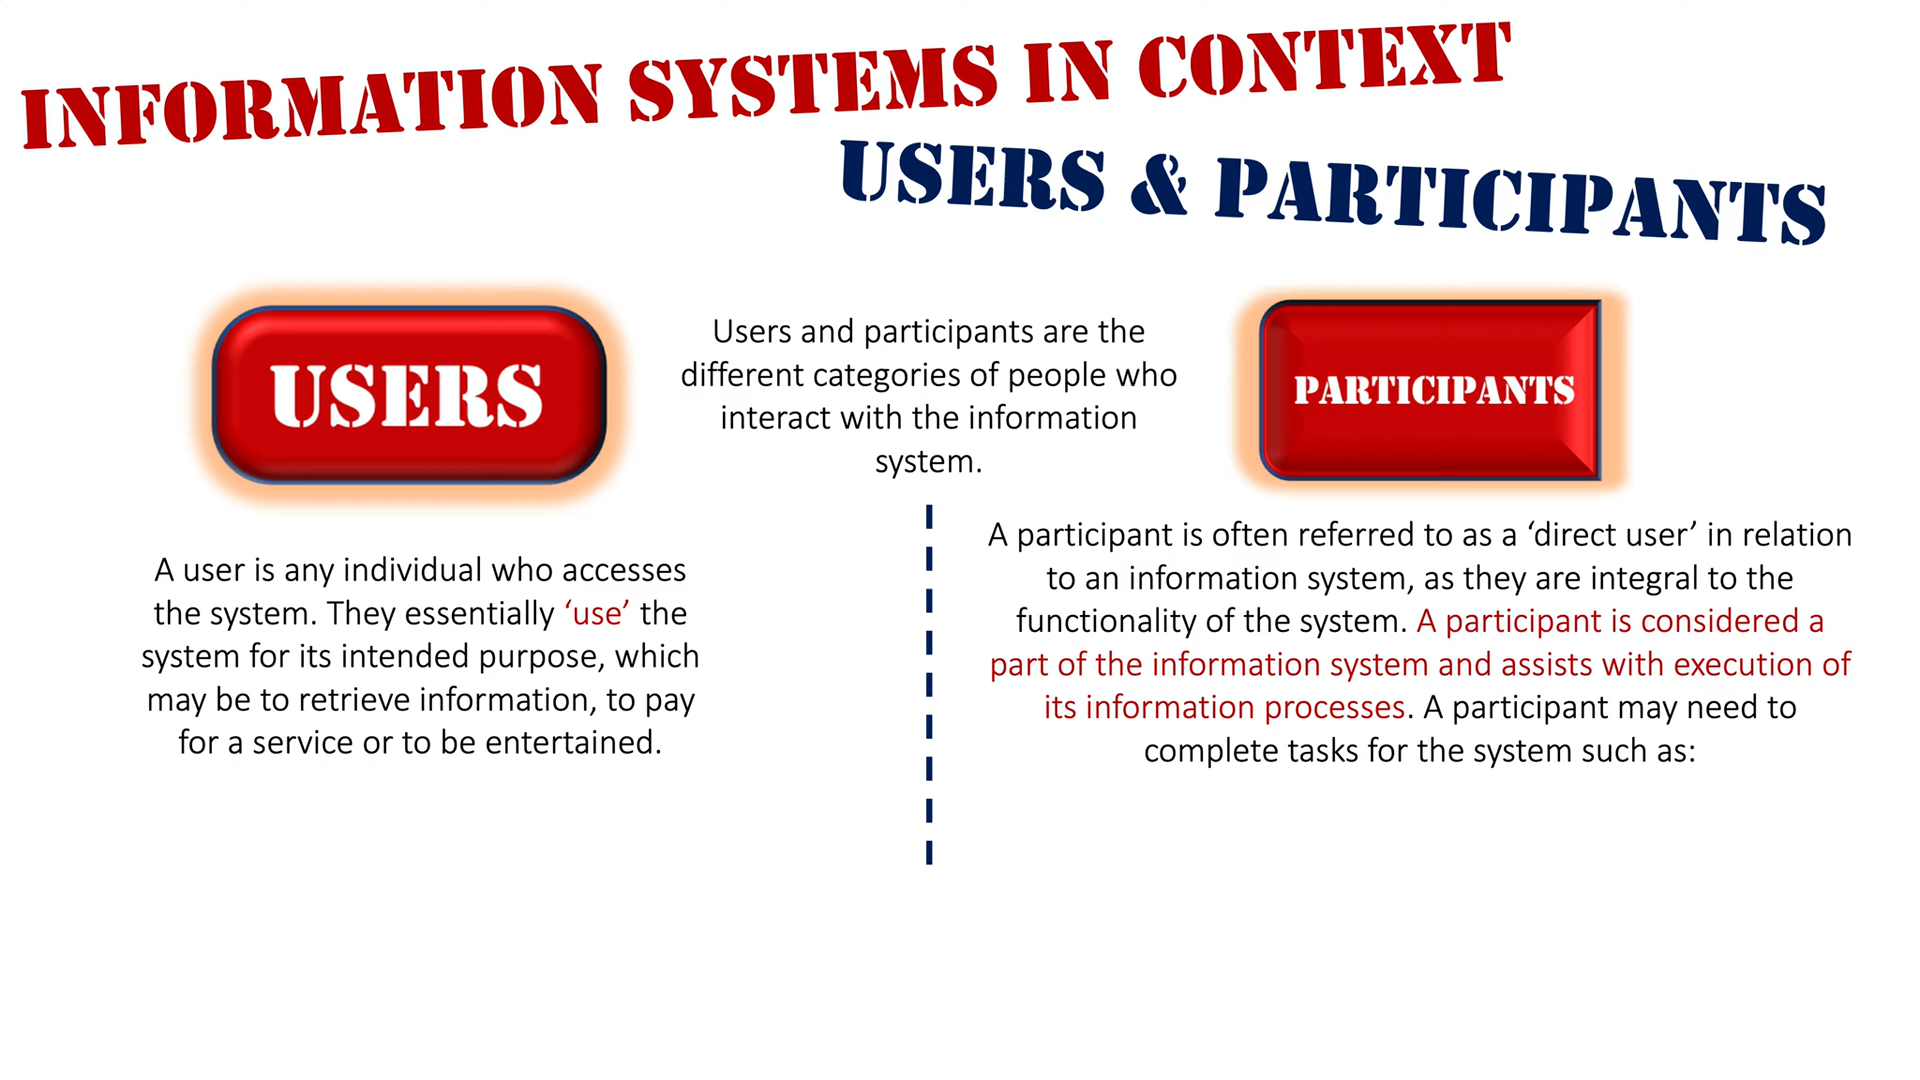 INFORMATION SYSTEMS IN CONTEXT
USERS & PARTICIPANTS
USERS
Users and participants are the
different categories of people who
interact with the information
system.
PARTICIPANTS
A user is any individual who accesses
the system. They essentially ‘use’ the
system for its intended purpose, which
may be to retrieve information, to pay
for a service or to be entertained.
A participant is often referred to as a ‘direct user’ in relation
to an information system, as they are integral to the
functionality of the system. A participant is considered a
part of the information system and assists with execution of
its information processes. A participant may need to
complete tasks for the system such as: